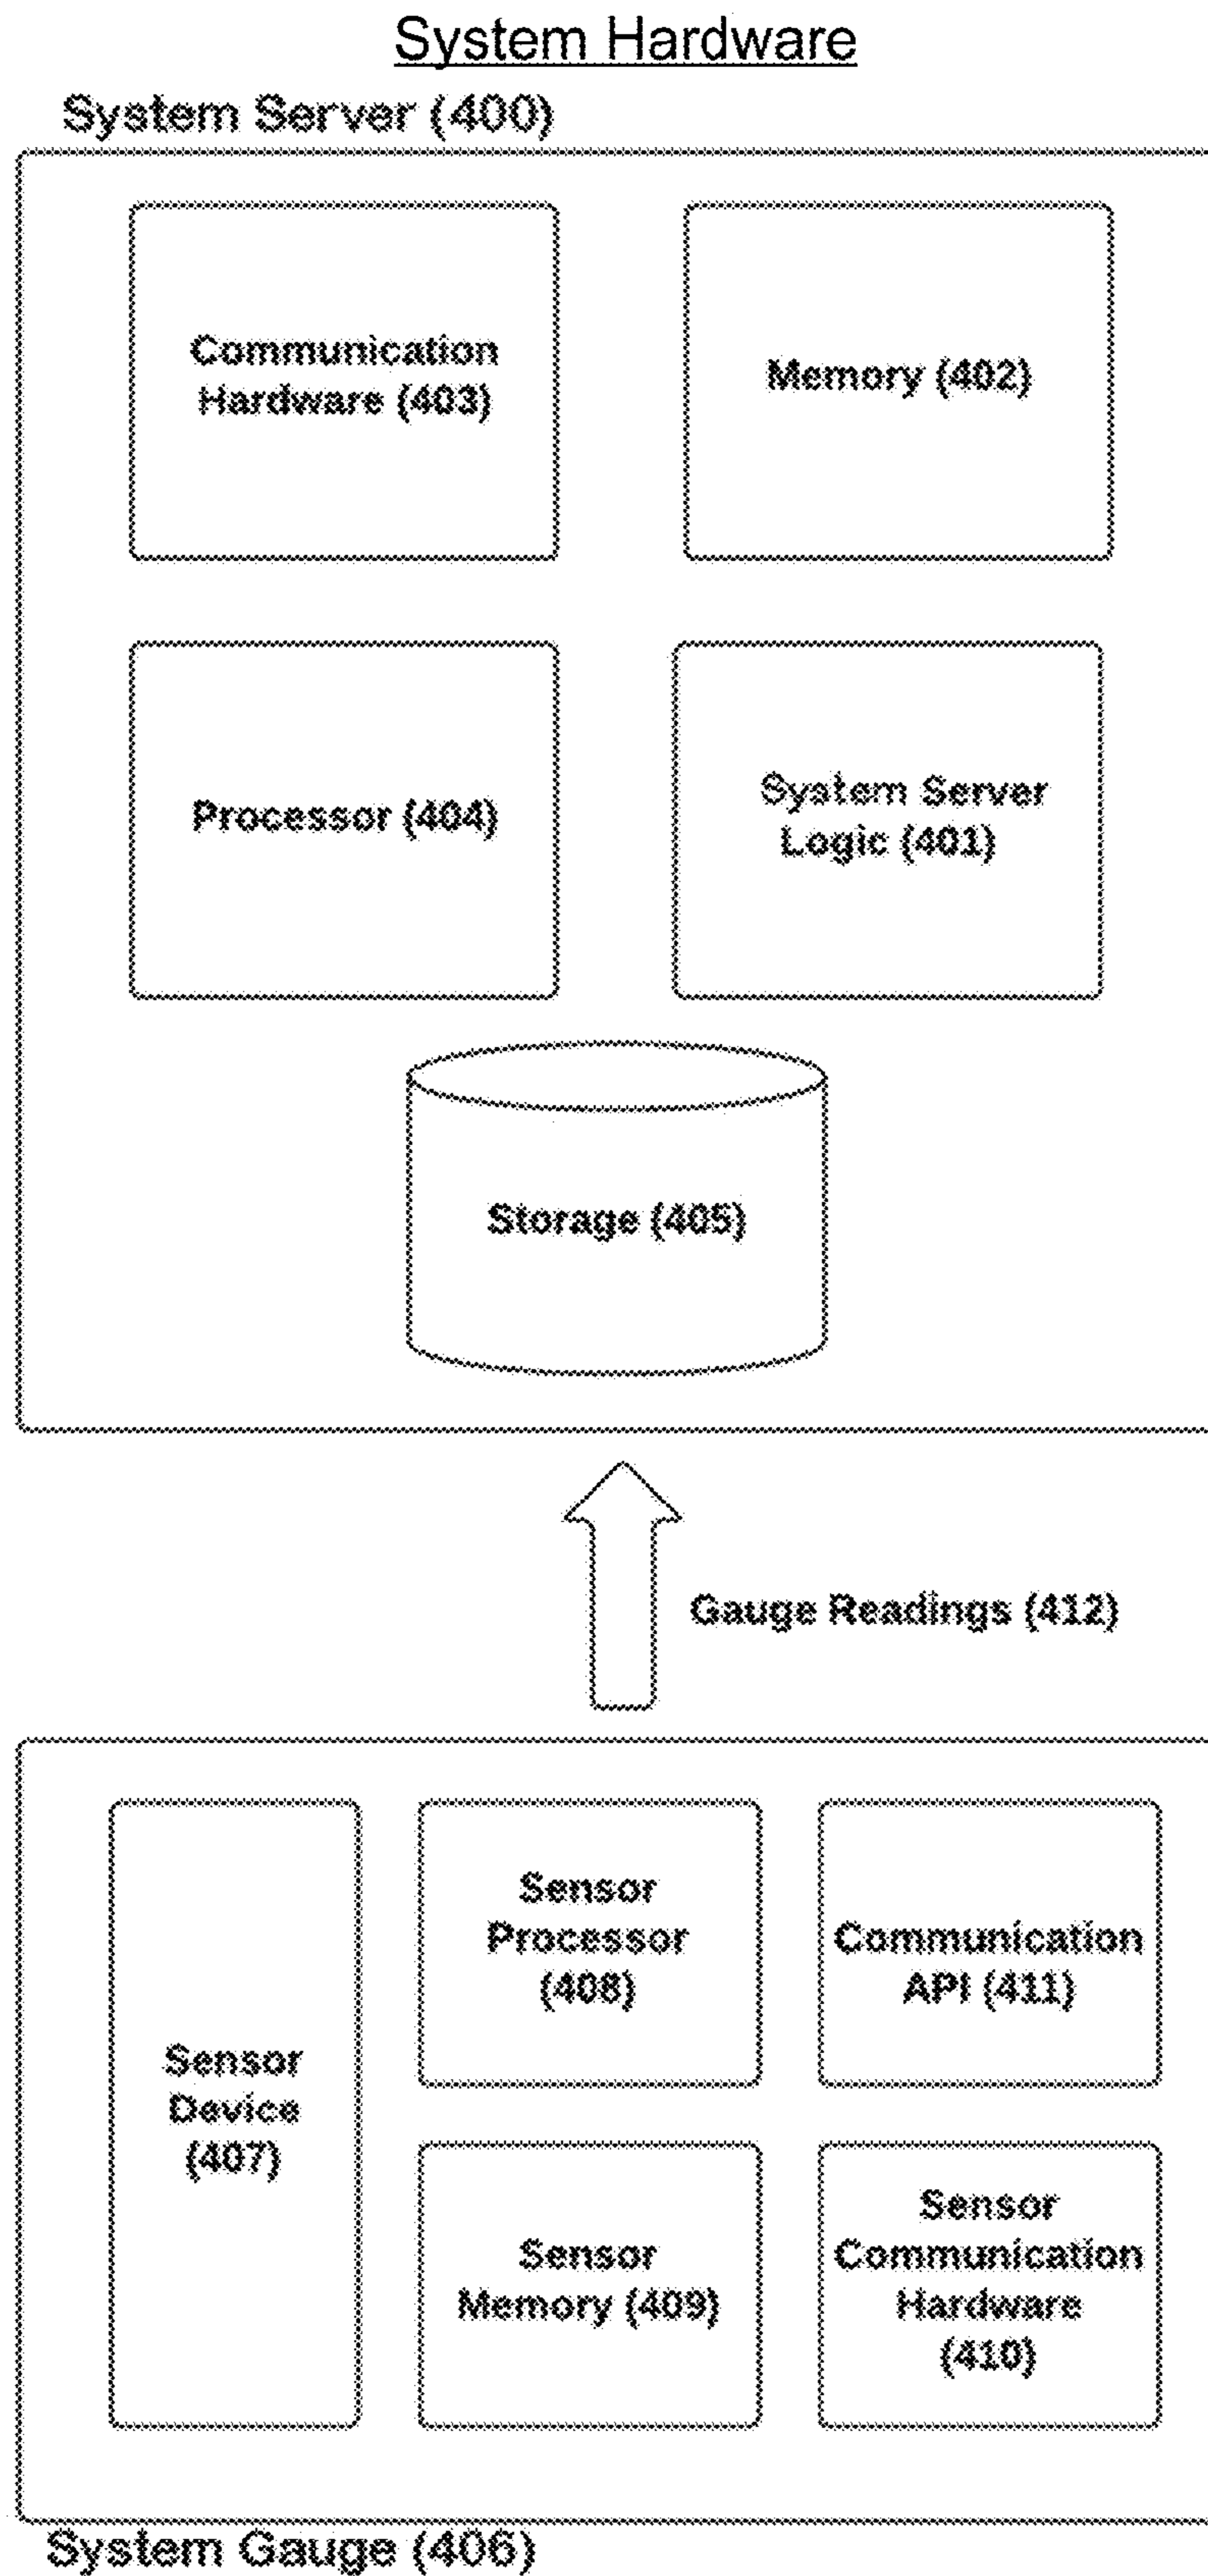 System Hardware
System Server (400)
Communication
Hardware (403)
Memory (402)
Processor (404)
System Server
Logic (401)
Storage (405)
Gauge Readings (412)
Sensor
Device
(407)
Sensor
Processor
(408)
Communication
API (411)
Sensor
Memory (409)
Sensor
Communication
Hardware
(410)
System Gauge (406)